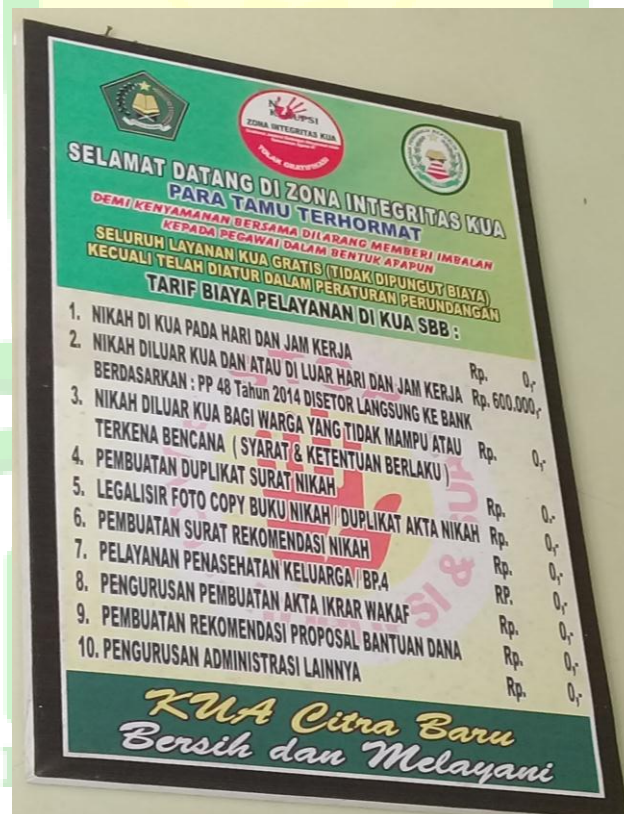 NO KORUPSI
ZONA INTEGRITAS KUA
TOLAK GRATIFIKASI
SELAMAT DATANG DI ZONA INTEGRITAS KUA
PARA TAMU TERHORMAT
DEMI KENYAMANAN BERSAMA DILARANG MEMBERI IMBALAN
KEPADA PEGAWAI DALAM BENTUK APAPUN
SELURUH LAYANAN KUA GRATIS (TIDAK DIPUNGUT BIAYA)
KECUALI TELAH DIATUR DALAM PERATURAN PERUNDANGAN
TARIF BIAYA PELAYANAN DI KUA SBB :
1. NIKAH DI KUA PADA HARI DAN JAM KERJA Rp. 0,-
2. NIKAH DILUAR KUA DAN ATAU DI LUAR HARI DAN JAM KERJA Rp. 600.000,-
BERDASARKAN : PP 48 Tahun 2014 DISETOR LANGSUNG KE BANK
3. NIKAH DILUAR KUA BAGI WARGA YANG TIDAK MAMPU ATAU Rp. 0,-
TERKENA BENCANA ( SYARAT & KETENTUAN BERLAKU )
4. PEMBUATAN DUPLIKAT SURAT NIKAH Rp. 0.-
5. LEGALISIR FOTO COPY BUKU NIKAH / DUPLIKAT AKTA NIKAH Rp. 0,-
6. PEMBUATAN SURAT REKOMENDASI NIKAH Rp. 0,-
7. PELAYANAN PENASEHATAN KELUARGA / BP.4 RP. 0,-
8. PENGURUSAN PEMBUATAN AKTA IKRAR WAKAF Rp. 0,-
9. PEMBUATAN REKOMENDASI PROPOSAL BANTUAN DANA Rp. 0,-
10. PENGURUSAN ADMINISTRASI LAINNYA Rp. 0,-
KUA Citra Baru
Bersih dan Melayani